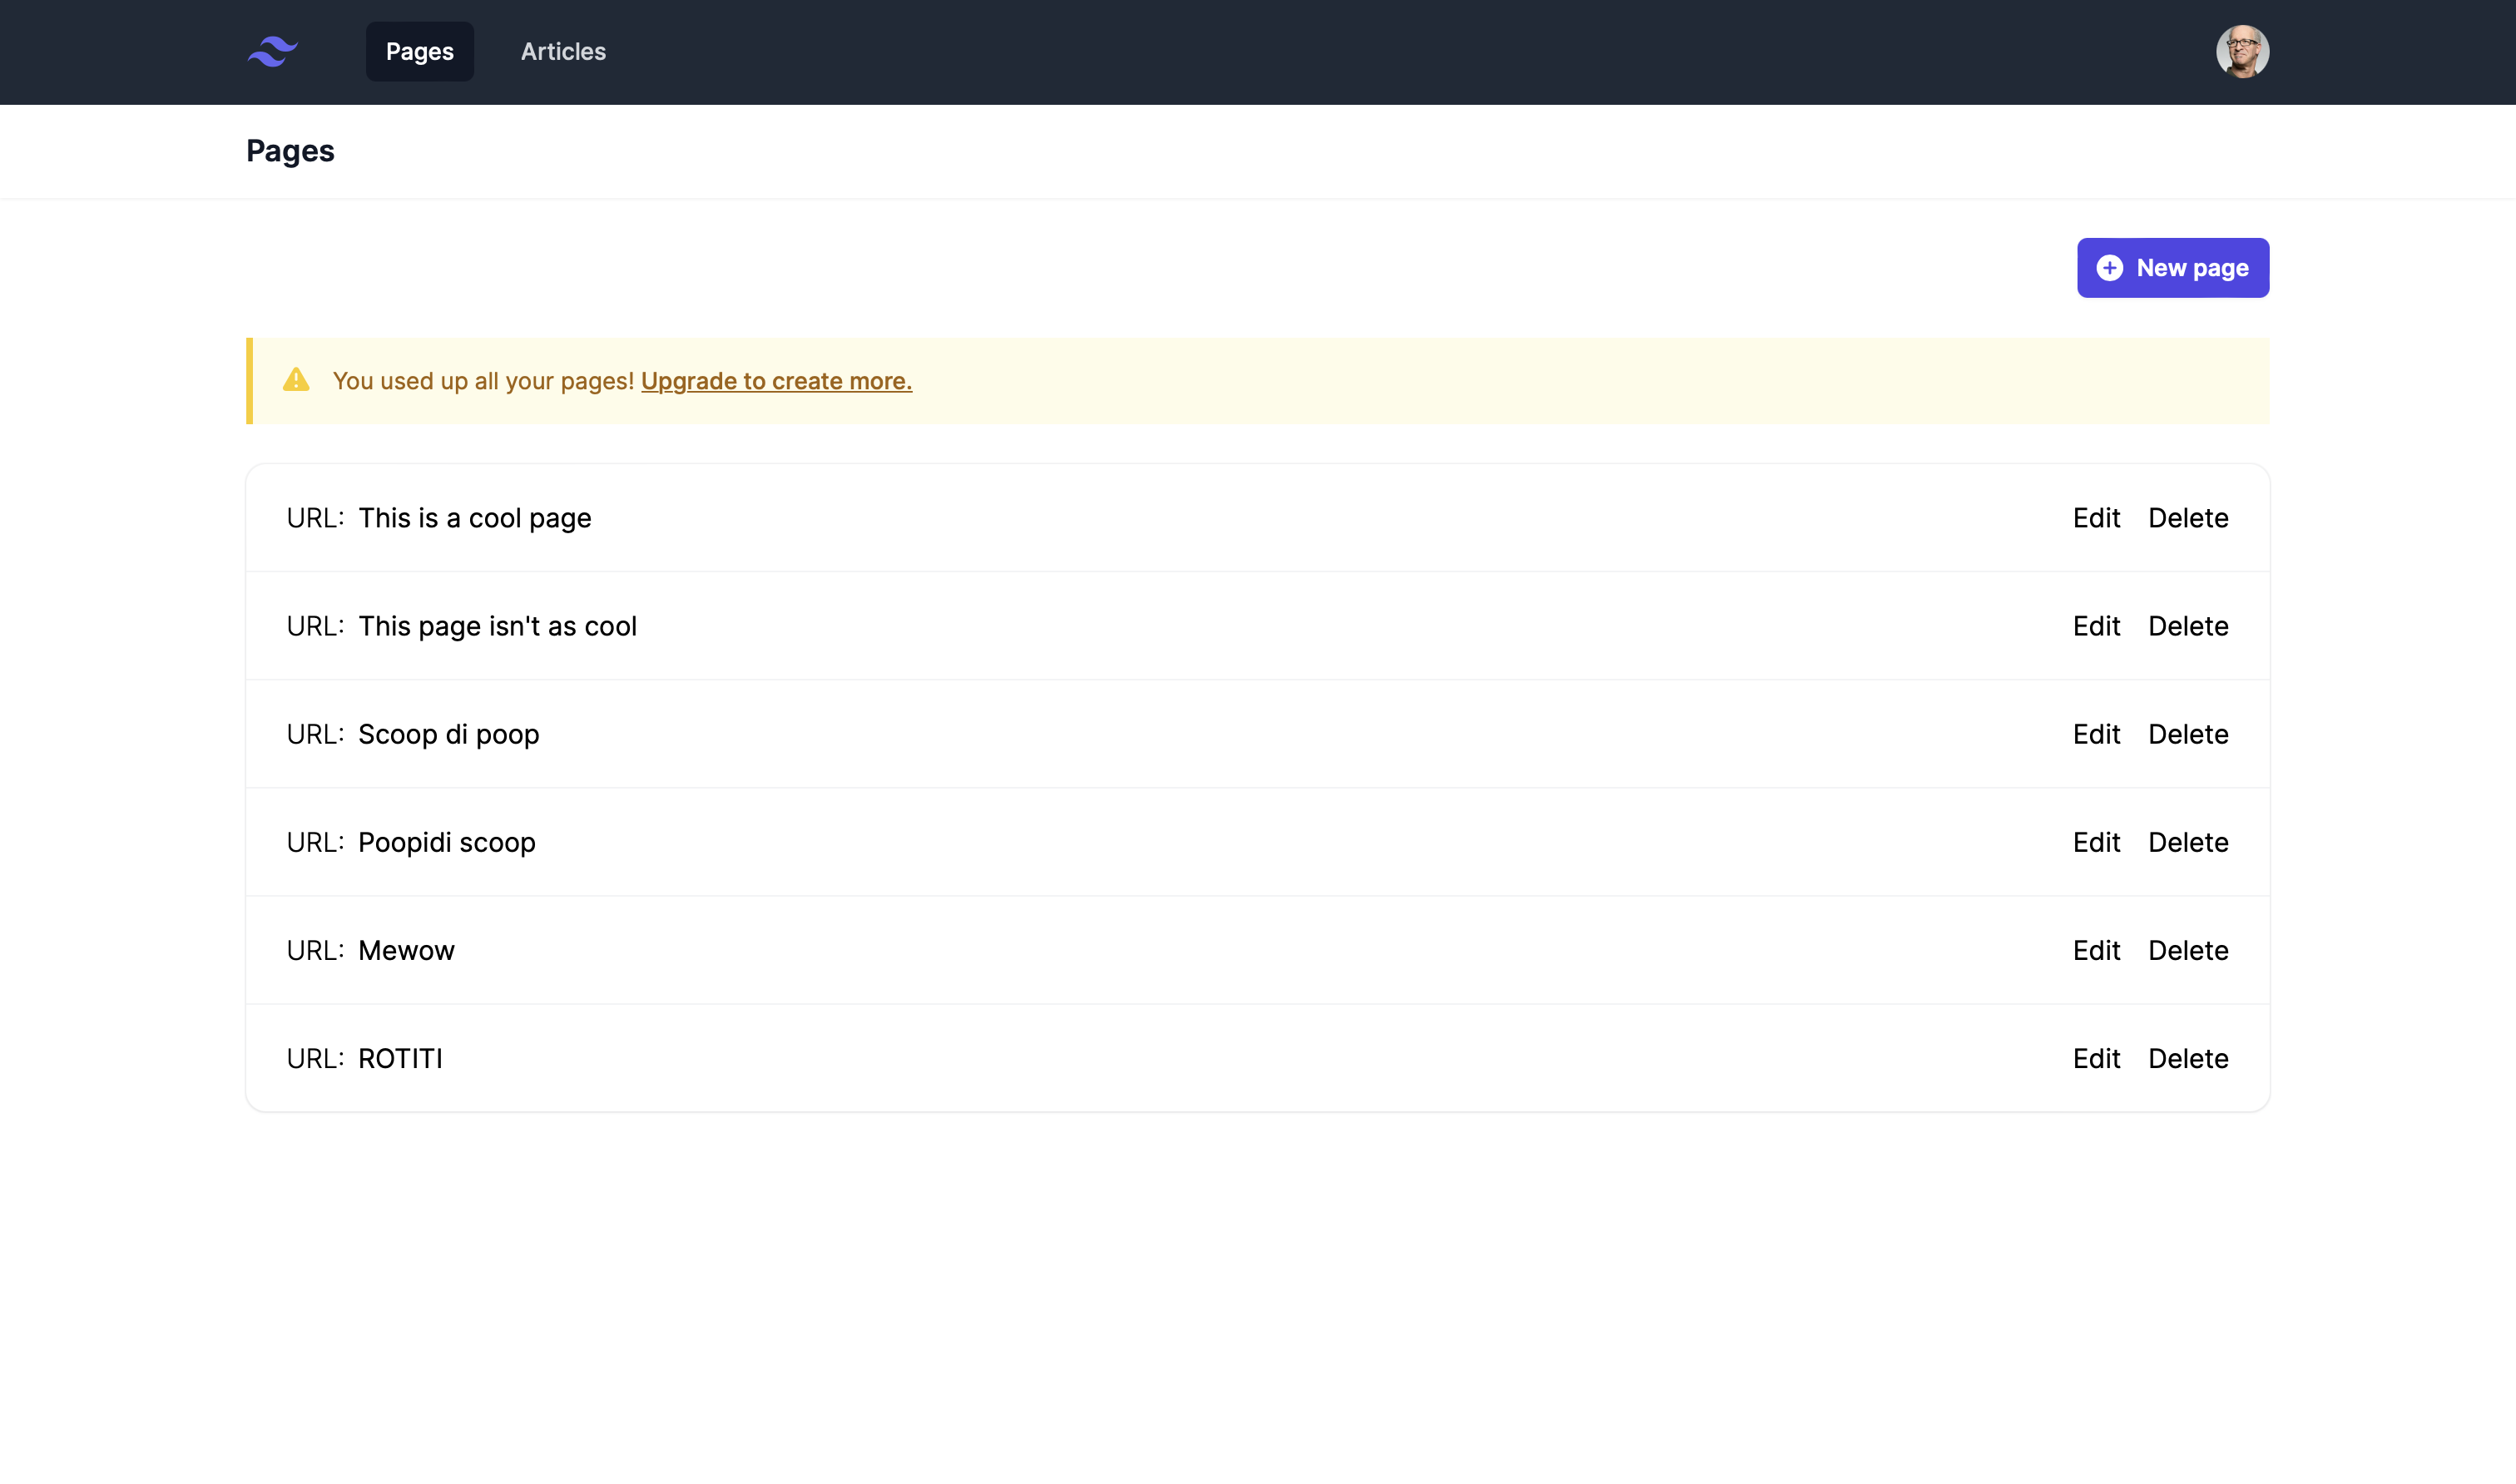 Pages Articles
Pages
New page
You used up all your pages! Upgrade to create more.
URL: This is a cool page Edit Delete
URL: This page isn't as cool Edit Delete
URL: Scoop di poop Edit Delete
URL: Poopidi scoop Edit Delete
URL: Mewow Edit Delete
URL: ROTITI Edit Delete